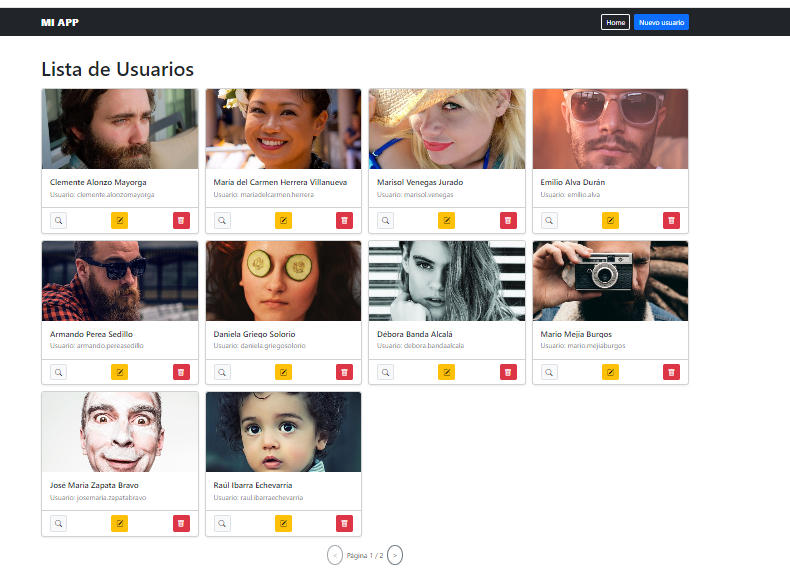 MI APP
Home
Nuevo usuario
Lista de Usuarios
Clemente Alonzo Mayorga
Usuario: clemente.alonzomayorga
María del Carmen Herrera Villanueva
Usuario: mariadelcarmen.herrera
Marisol Venegas Jurado
Usuario: marisol.venegas
Emilio Alva Durán
Usuario: emilio.alva
Armando Perea Sedillo
Usuario: armando.pereasedillo
Daniela Griego Solorio
Usuario: daniela.griegosolorio
Débora Banda Alcalá
Usuario: debora.bandaalcala
Mario Mejía Burgos
Usuario: mario.mejiaburgos
José María Zapata Bravo
Usuario: josemaria.zapatabravo
Raúl Ibarra Echevarría
Usuario: raul.ibarraechevarria
< Página 1 / 2 >